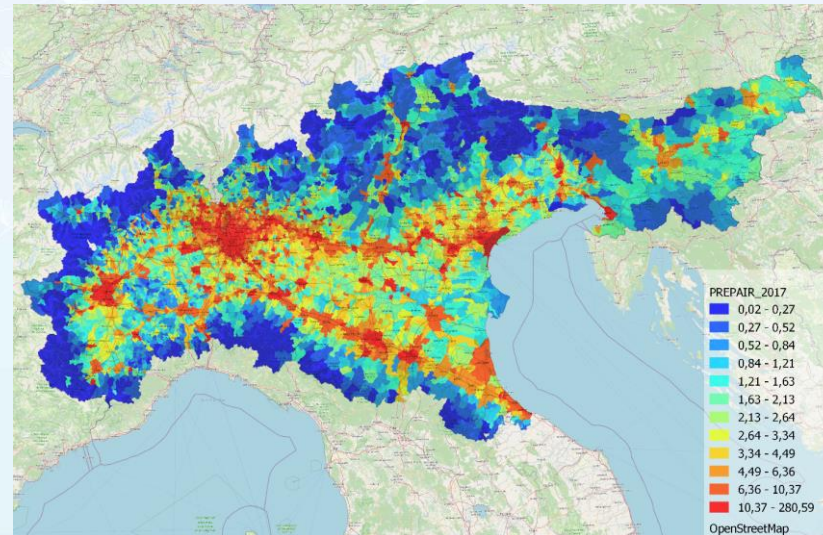 PREPAIR_2017
0,02 - 0,27
0,27 - 0,52
0,52 - 0,84
0,84 - 1,21
1,21 - 1,63
1,63 - 2,13
2,13 - 2,64
2,64 - 3,34
3,34 - 4,49
4,49 - 6,36
6,36 - 10,37
10,37 - 280,59
OpenStreetMap